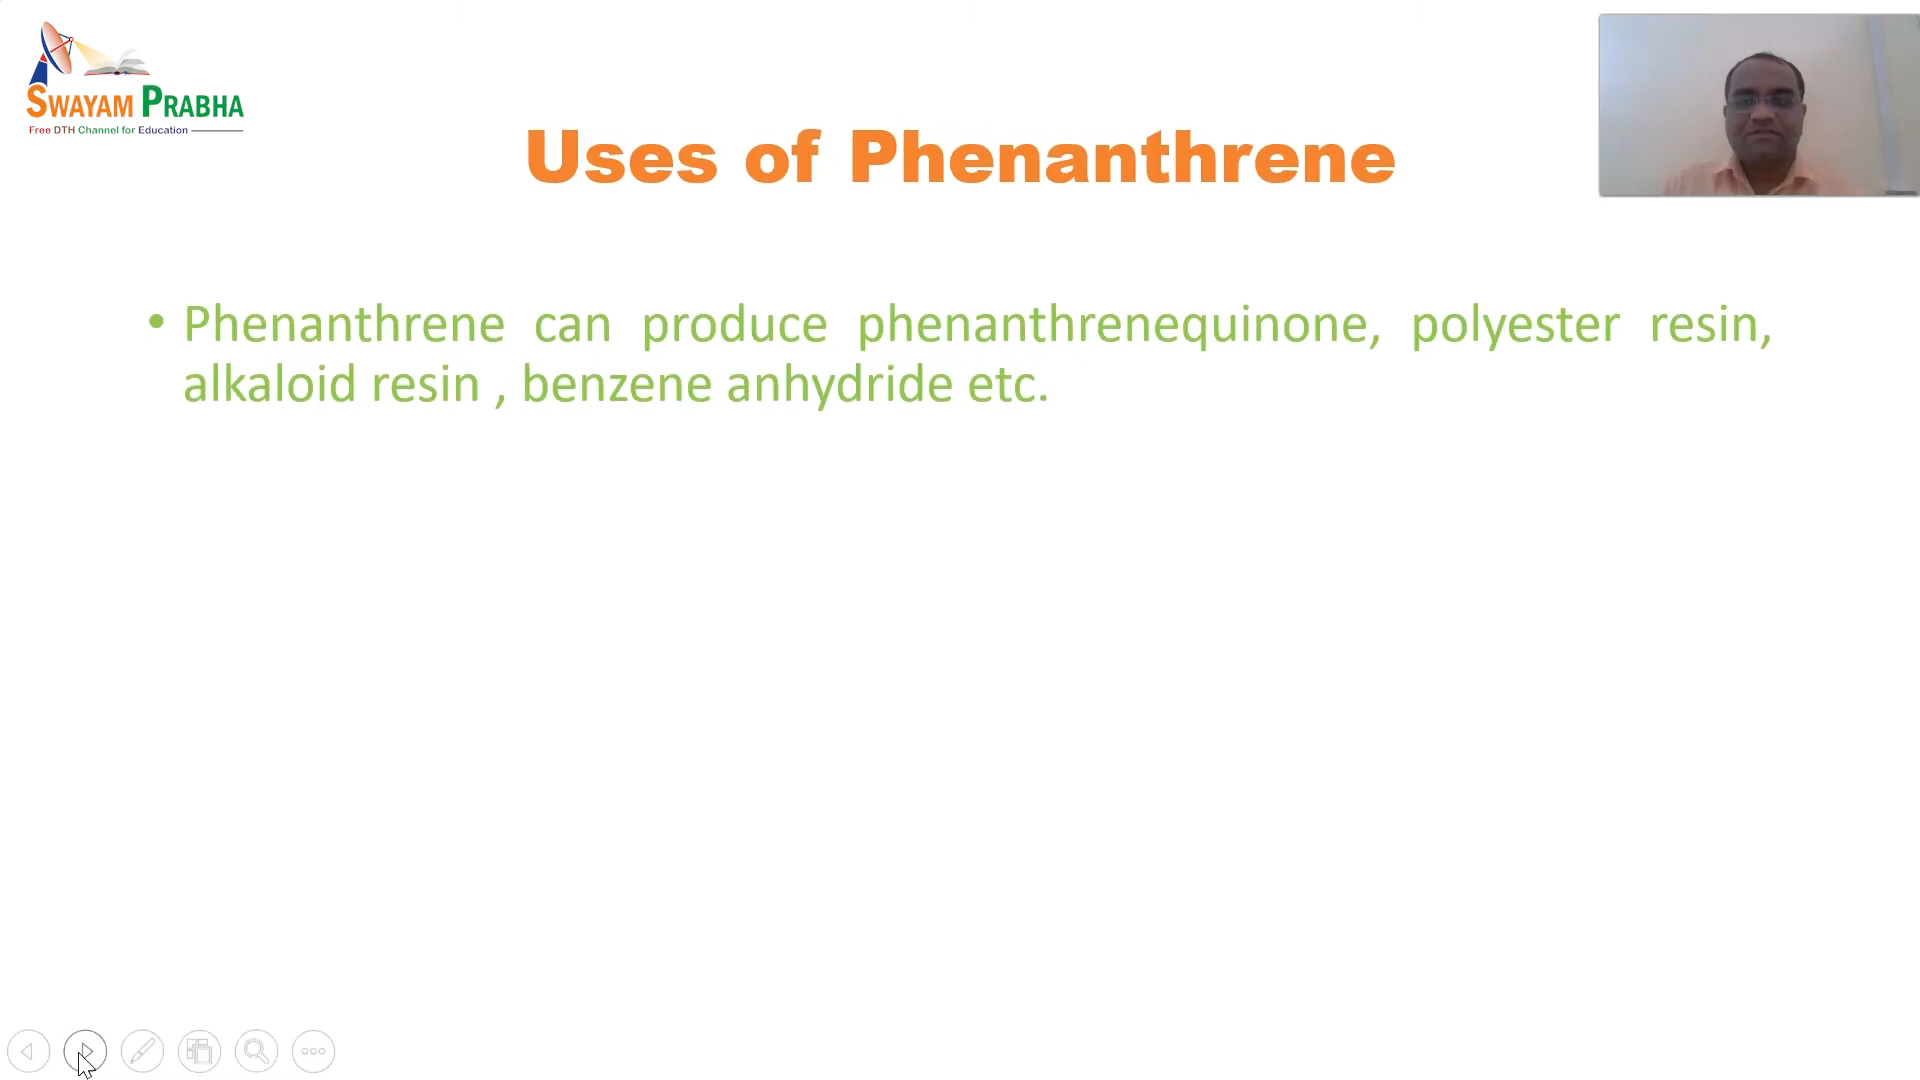 SWAYAM PRABHA
Free DTH Channel for Education
Uses of Phenanthrene
• Phenanthrene can produce phenanthrenequinone, polyester resin,
alkaloid resin , benzene anhydride etc.